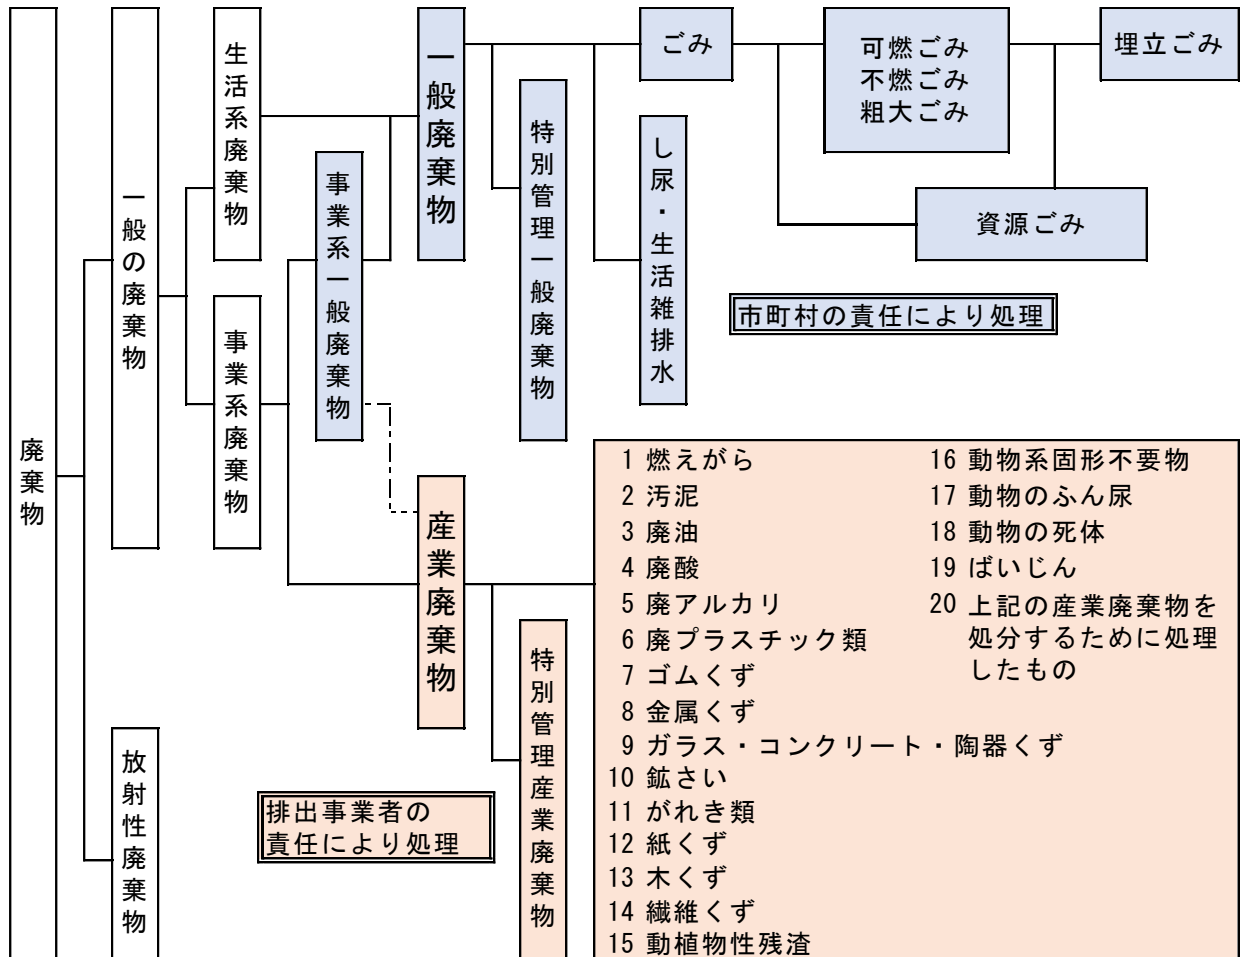 廃棄物
一般の廃棄物
放射性廃棄物
生活系廃棄物
事業系廃棄物
事業系一般廃棄物
一般廃棄物
特別管理一般廃棄物
ごみ
し尿・生活雑排水
可燃ごみ
不燃ごみ
粗大ごみ
埋立ごみ
資源ごみ
市町村の責任により処理
産業廃棄物
特別管理産業廃棄物
排出事業者の
責任により処理
1 燃えがら
2 汚泥
3 廃油
4 廃酸
5 廃アルカリ
6 廃プラスチック類
7 ゴムくず
8 金属くず
9 ガラス・コンクリート・陶器くず
10 鉱さい
11 がれき類
12 紙くず
13 木くず
14 繊維くず
15 動植物性残渣
16 動物系固形不要物
17 動物のふん尿
18 動物の死体
19 ばいじん
20 上記の産業廃棄物を
処分するために処理
したもの